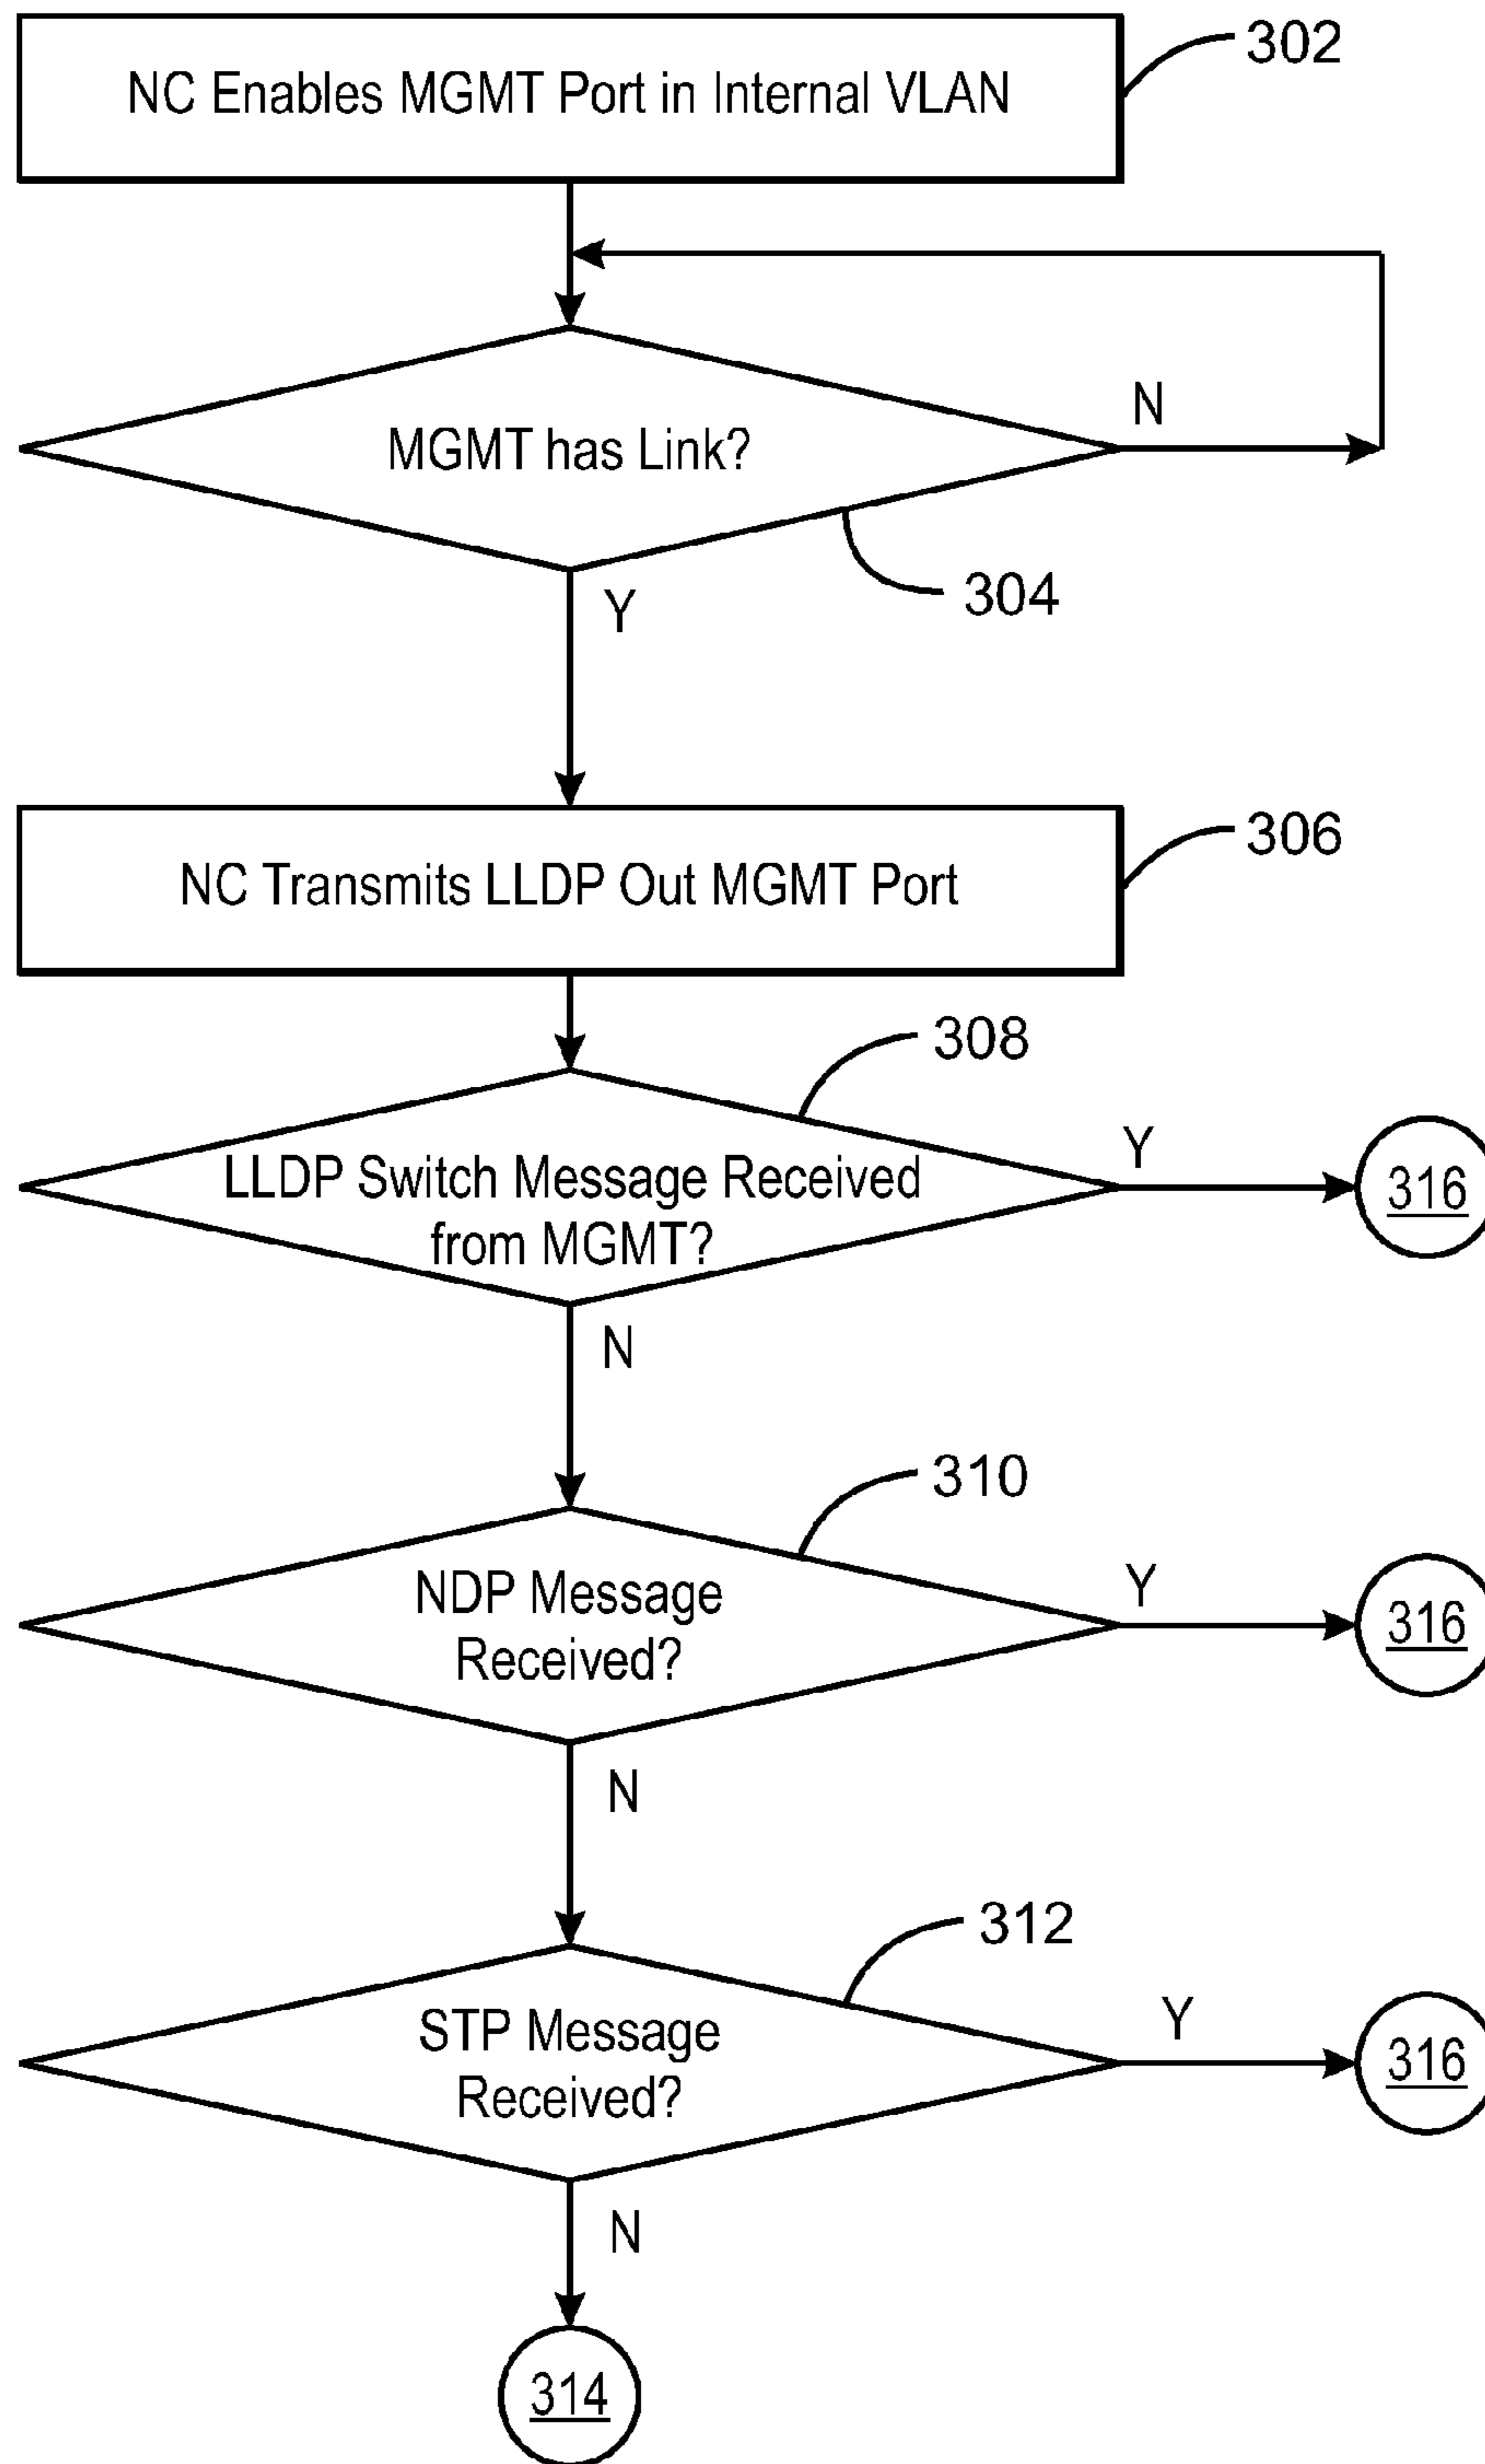 NC Enables MGMT Port in Internal VLAN
302
MGMT has Link?
N
304
Y
NC Transmits LLDP Out MGMT Port
306
308
LLDP Switch Message Received
from MGMT?
Y
316
N
310
NDP Message
Received?
Y
316
N
312
STP Message
Received?
Y
316
N
314